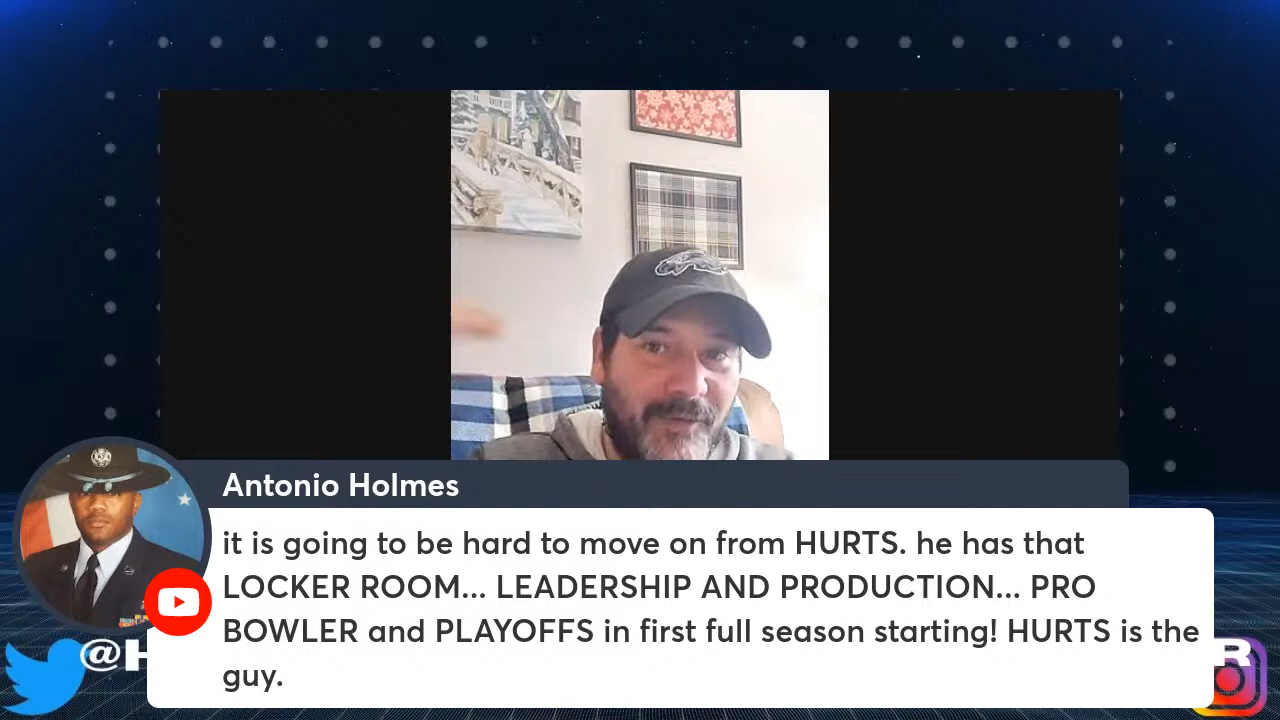 Antonio Holmes
it is going to be hard to move on from HURTS. he has that
LOCKER ROOM... LEADERSHIP AND PRODUCTION... PRO
BOWLER and PLAYOFFS in first full season starting! HURTS is the
guy.
@H
R